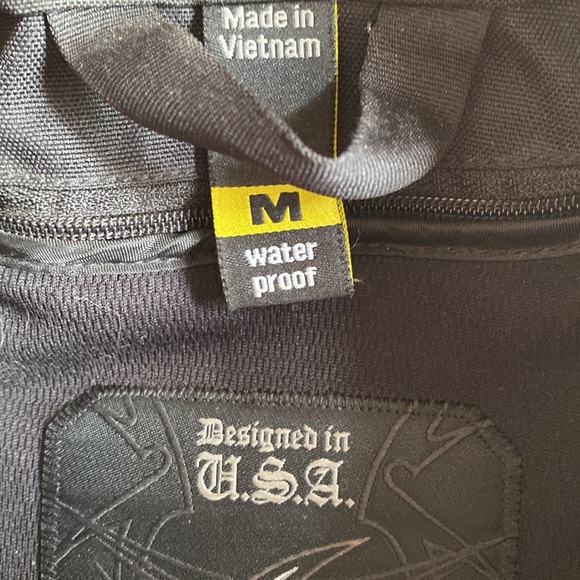 Made in
Vietnam
M
water
proof
Designed in
U.S.A.